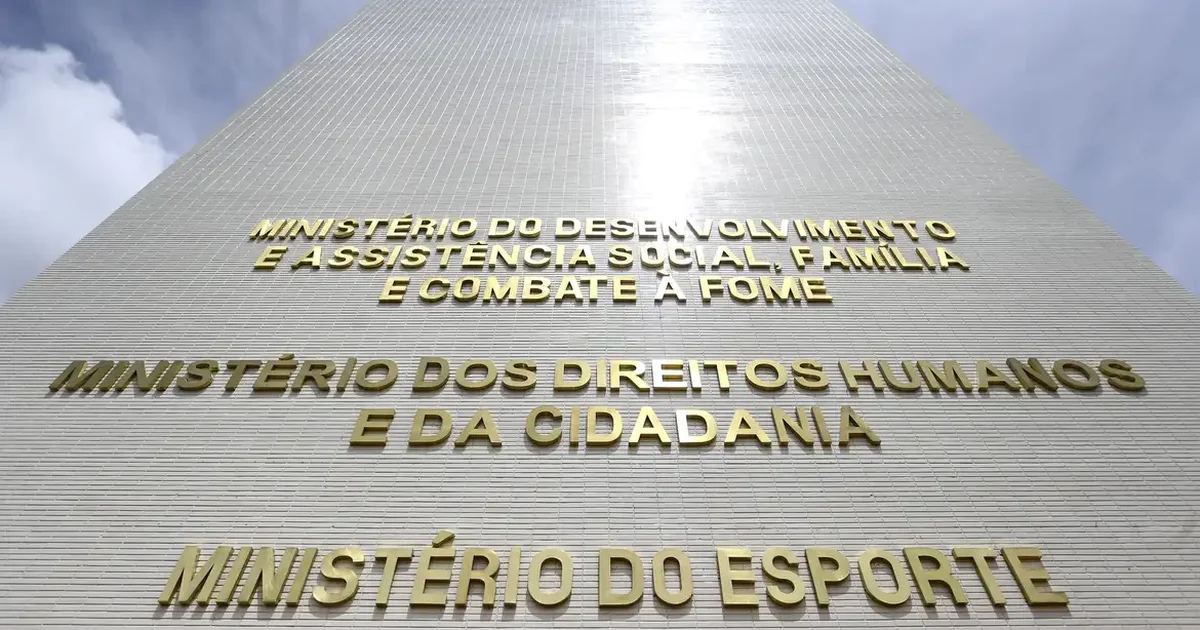 MINISTÉRIO DO DESENVOLVIMENTO
E ASSISTÊNCIA SOCIAL, FAMÍLIA
E COMBATE À FOME
MINISTÉRIO DOS DIREITOS HUMANOS
E DA CIDADANIA
MINISTÉRIO DO ESPORTE